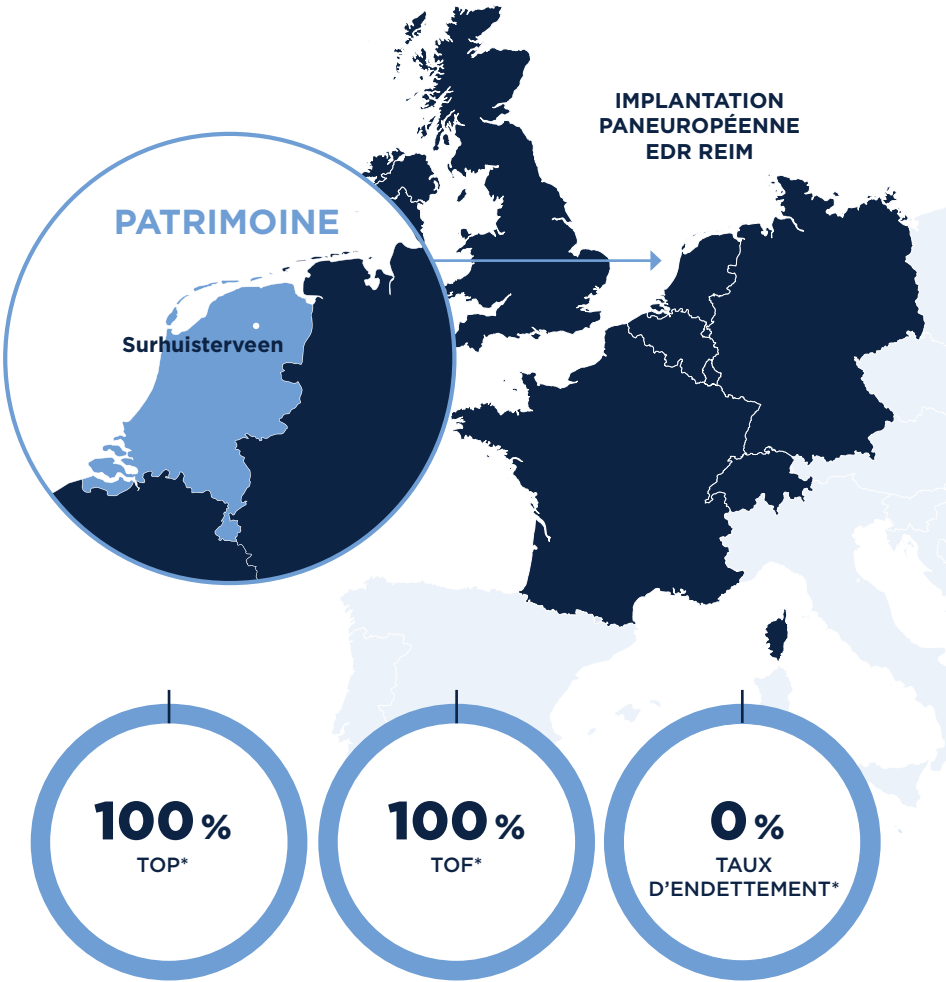 IMPLANTATION
PANEUROPÉENNE
EDR REIM
PATRIMOINE
Surhuisterveen
100 %
TOP*
100 %
TOF*
0 %
TAUX
D'ENDETTEMENT*